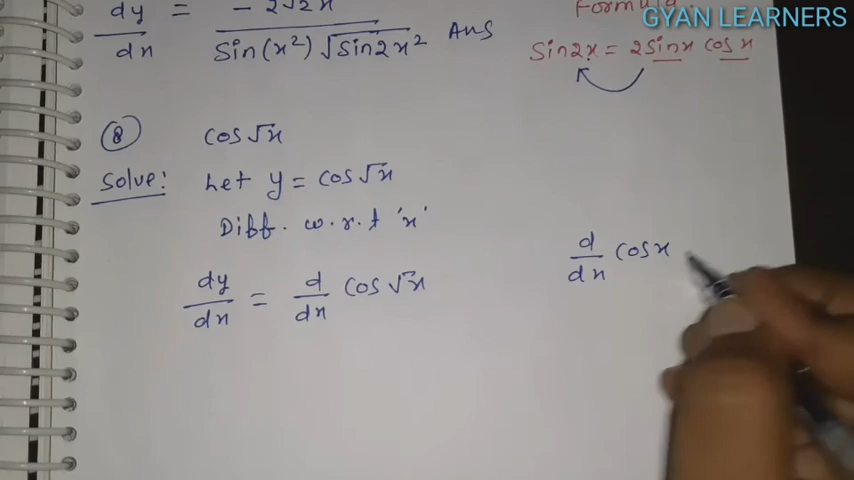 dy/dx = -2√2x / Sin(x²) √Sin2x² Ans
Formula:
GYAN LEARNERS
Sin2x = 2Sinx Cosx
⑧ Cos√x
Solve: Let y = Cos√x
Diff. w.r.t 'x'
dy/dx = d/dx Cos√x
d/dx Cosx